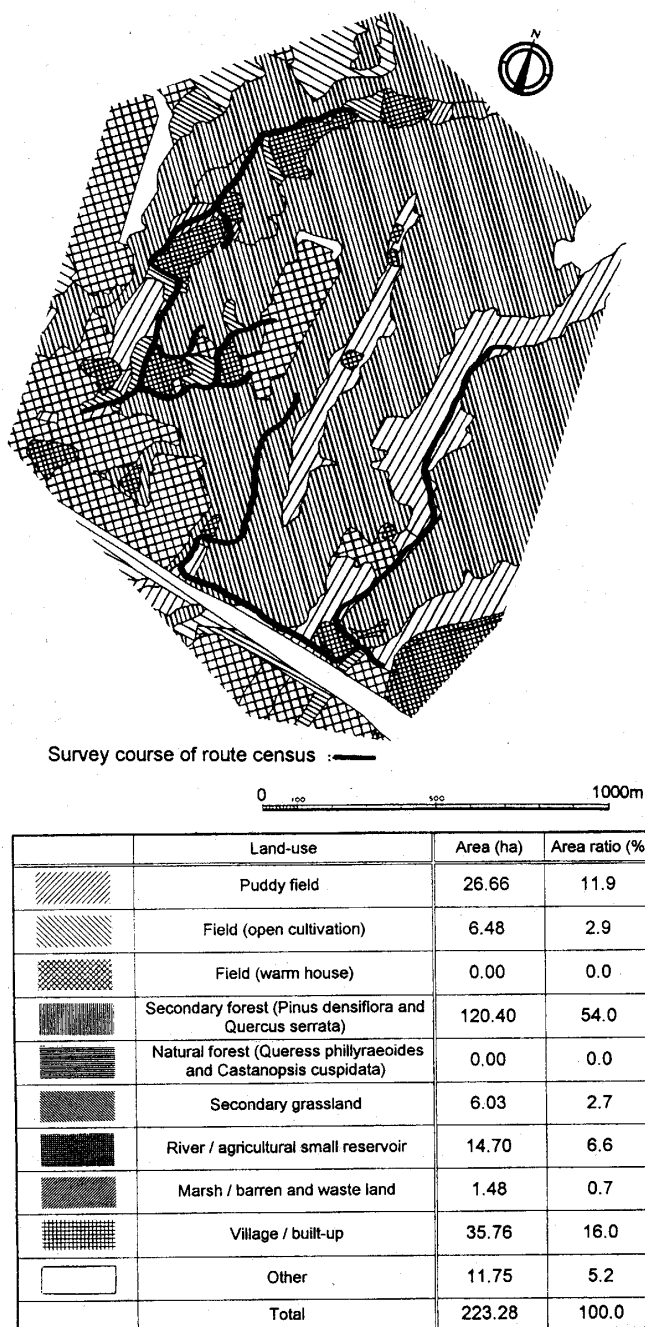 N
Survey course of route census :
0 100 500 1000m
Land-use Area (ha) Area ratio (%
Puddy field 26.66 11.9
Field (open cultivation) 6.48 2.9
Field (warm house) 0.00 0.0
Secondary forest (Pinus densiflora and
Quercus serrata) 120.40 54.0
Natural forest (Queress phillyraeoides
and Castanopsis cuspidata) 0.00 0.0
Secondary grassland 6.03 2.7
River / agricultural small reservoir 14.70 6.6
Marsh / barren and waste land 1.48 0.7
Village / built-up 35.76 16.0
Other 11.75 5.2
Total 223.28 100.0